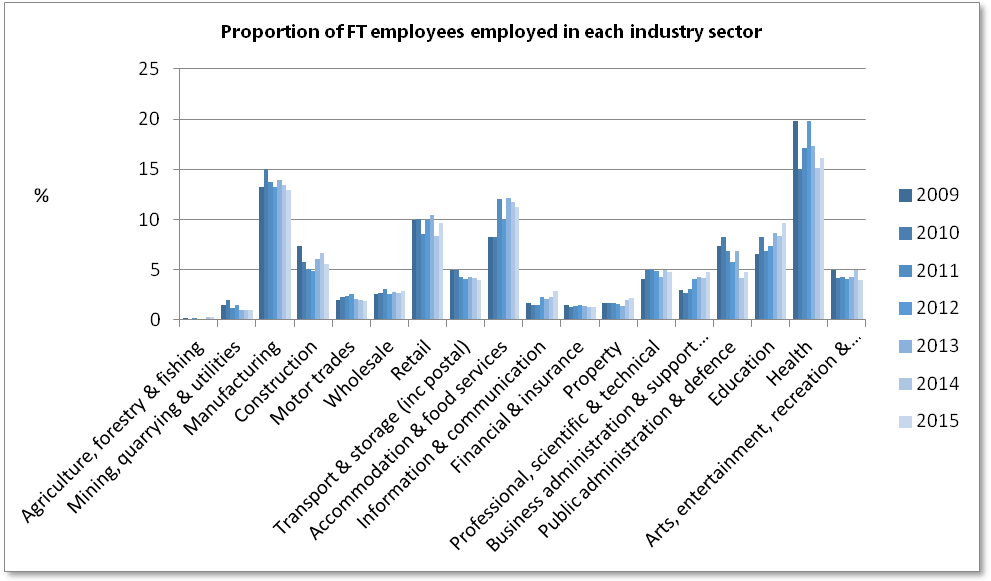 Proportion of FT employees employed in each industry sector
25
20
15
10
5
0
%
Agriculture, forestry & fishing
Mining, quarrying & utilities
Manufacturing
Construction
Motor trades
Wholesale
Retail
Transport & storage (inc postal)
Accommodation & food services
Information & communication
Financial & insurance
Property
Professional, scientific & technical
Business administration & support...
Public administration & defence
Education
Health
Arts, entertainment, recreation &...
2009
2010
2011
2012
2013
2014
2015